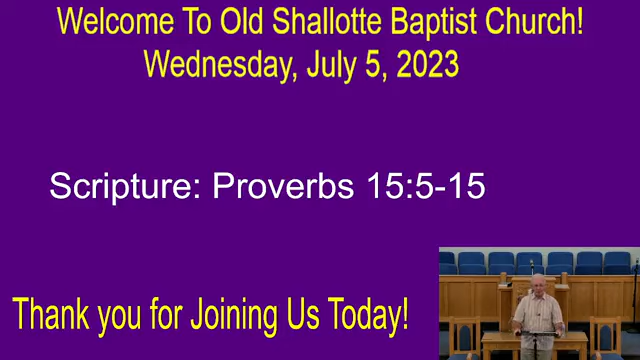 Welcome To Old Shallotte Baptist Church!
Wednesday, July 5, 2023
Scripture: Proverbs 15:5-15
Thank you for Joining Us Today!